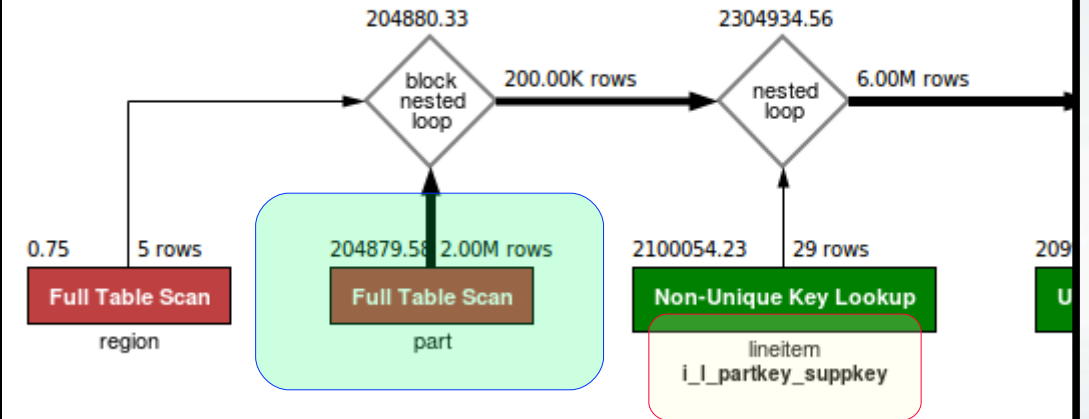 204880.33
2304934.56
block
nested
loop
200.00K rows
nested
loop
6.00M rows
0.75
5 rows
204879.58
2.00M rows
2100054.23
29 rows
209
Full Table Scan
Full Table Scan
Non-Unique Key Lookup
U
region
part
lineitem
i_l_partkey_suppkey